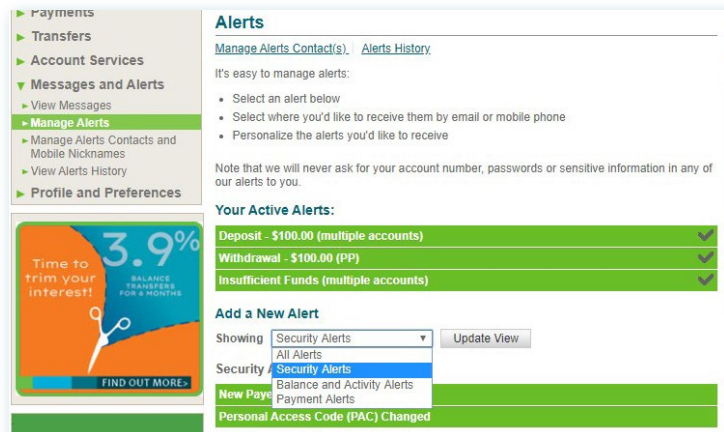 Payments
Transfers
Account Services
Messages and Alerts
View Messages
Manage Alerts
Manage Alerts Contacts and
Mobile Nicknames
View Alerts History
Profile and Preferences
Time to
trim your
interest!
3.9%
BALANCE
TRANSFERS
FOR 6 MONTHS
FIND OUT MORE>
Alerts
Manage Alerts Contact(s) | Alerts History
It's easy to manage alerts:
• Select an alert below
• Select where you'd like to receive them by email or mobile phone
• Personalize the alerts you'd like to receive
Note that we will never ask for your account number, passwords or sensitive information in any of
our alerts to you.
Your Active Alerts:
Deposit - $100.00 (multiple accounts)
Withdrawal - $100.00 (PP)
Insufficient Funds (multiple accounts)
Add a New Alert
Showing Security Alerts Update View
All Alerts
Security Alerts
Balance and Activity Alerts
Payment Alerts
Security
New
Personal Access Code (PAC) Changed